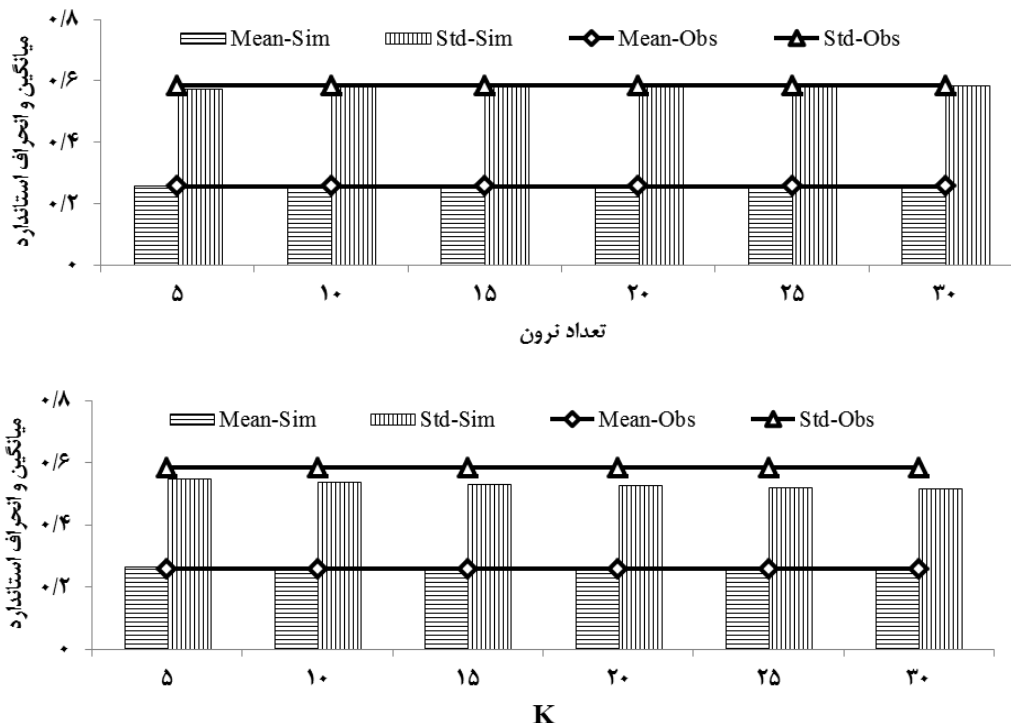 ۰/۸
Mean-Sim Std-Sim Mean-Obs Std-Obs
۰/۶
۰/۴
۰/۲
۰
میانگین و انحراف استاندارد
۵ ۱۰ ۱۵ ۲۰ ۲۵ ۳۰
تعداد نرون
۰/۸
Mean-Sim Std-Sim Mean-Obs Std-Obs
۰/۶
۰/۴
۰/۲
۰
میانگین و انحراف استاندارد
۵ ۱۰ ۱۵ ۲۰ ۲۵ ۳۰
K